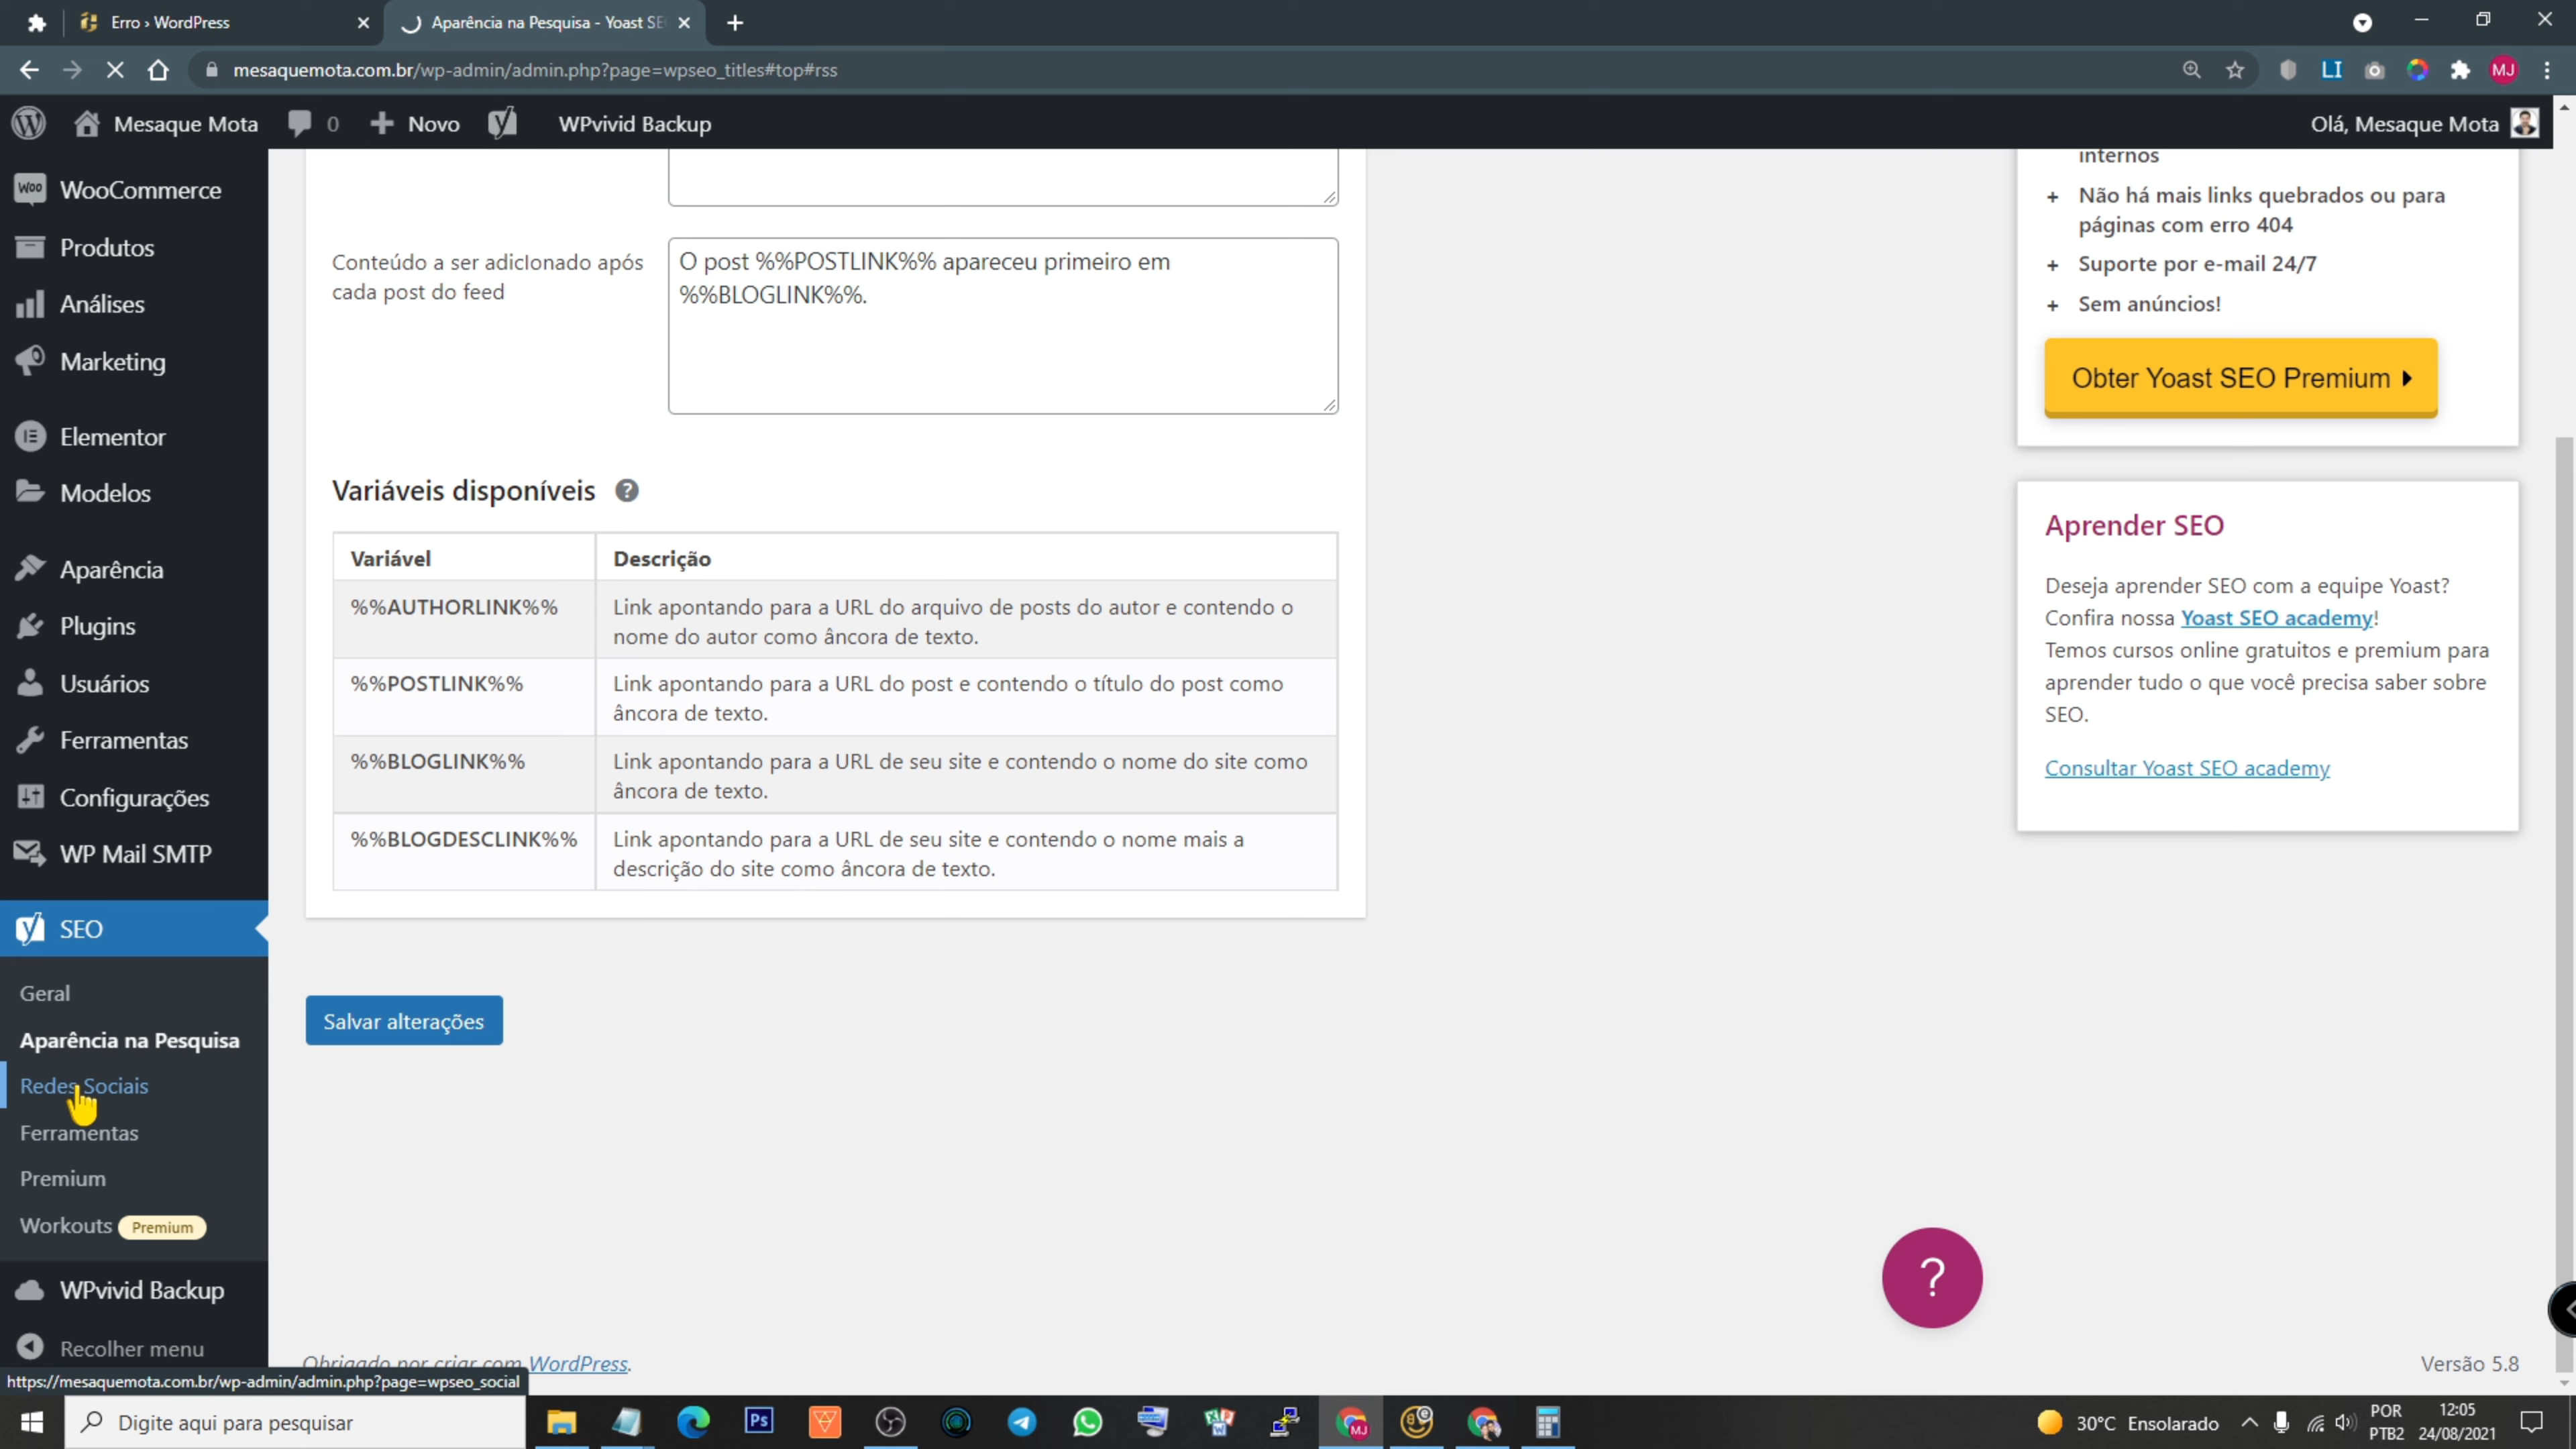 Erro › WordPress
Aparência na Pesquisa - Yoast SE
mesaquemota.com.br/wp-admin/admin.php?page=wpseo_titles#top#rss
LI
MJ
Mesaque Mota
0
Novo
WPvivid Backup
Olá, Mesaque Mota
WooCommerce
Produtos
Análises
Marketing
Elementor
Modelos
Aparência
Plugins
Usuários
Ferramentas
Configurações
WP Mail SMTP
SEO
Geral
Aparência na Pesquisa
Redes Sociais
Ferramentas
Premium
Workouts Premium
WPvivid Backup
Recolher menu
Conteúdo a ser adicionado após
cada post do feed
O post %%POSTLINK%% apareceu primeiro em
%%BLOGLINK%%.
Variáveis disponíveis
Variável
Descrição
%%AUTHORLINK%%
Link apontando para a URL do arquivo de posts do autor e contendo o
nome do autor como âncora de texto.
%%POSTLINK%%
Link apontando para a URL do post e contendo o título do post como
âncora de texto.
%%BLOGLINK%%
Link apontando para a URL de seu site e contendo o nome do site como
âncora de texto.
%%BLOGDESCLINK%%
Link apontando para a URL de seu site e contendo o nome mais a
descrição do site como âncora de texto.
Salvar alterações
internos
+ Não há mais links quebrados ou para
páginas com erro 404
+ Suporte por e-mail 24/7
+ Sem anúncios!
Obter Yoast SEO Premium
Aprender SEO
Deseja aprender SEO com a equipe Yoast?
Confira nossa Yoast SEO academy!
Temos cursos online gratuitos e premium para
aprender tudo o que você precisa saber sobre
SEO.
Consultar Yoast SEO academy
?
Obrigado por criar com WordPress.
Versão 5.8
https://mesaquemota.com.br/wp-admin/admin.php?page=wpseo_social
Digite aqui para pesquisar
Ps
MJ
30°C Ensolarado
POR
PTB2
12:05
24/08/2021